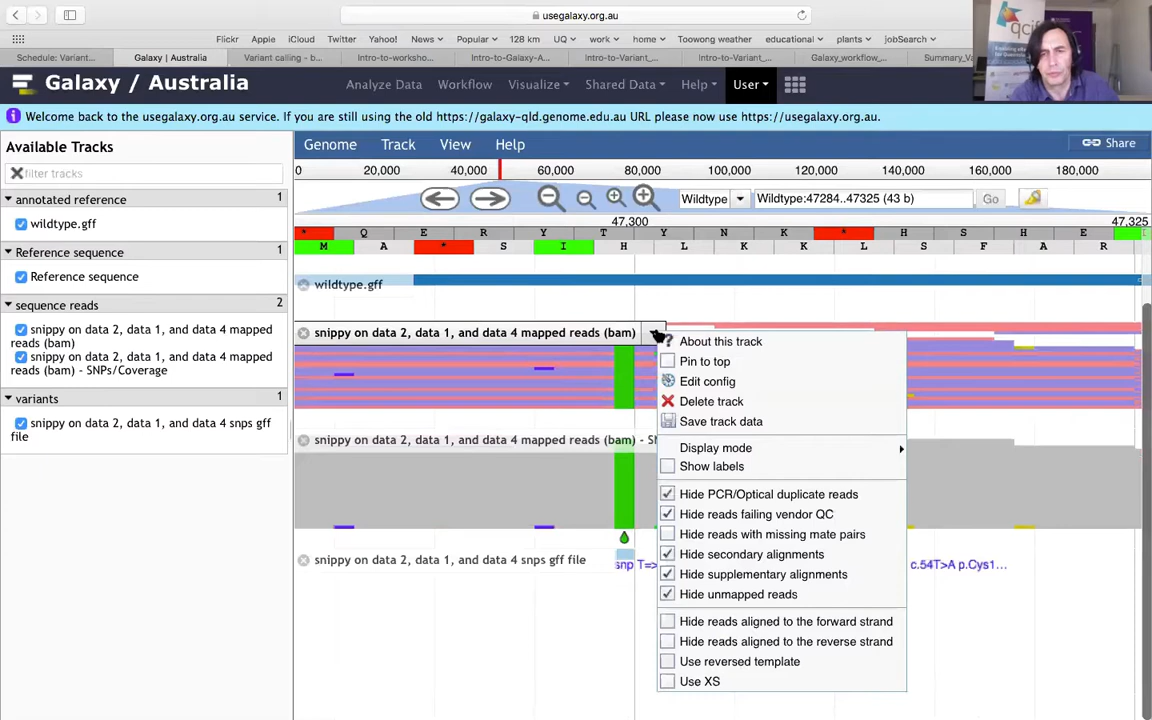 usegalaxy.org.au
Flickr Apple iCloud Twitter Yahoo! News Popular 128 km UQ work home Toowong weather educational plants jobSearch
Schedule: Variant... Galaxy | Australia Variant calling - b... Intro-to-worksho... Intro-to-Galaxy-A... Intro-to-Variant_... Intro-to-Variant_... Galaxy_workflow_... Summary_Va
qcif
Galaxy / Australia Analyze Data Workflow Visualize Shared Data Help User
Welcome back to the usegalaxy.org.au service. If you are still using the old https://galaxy-qld.genome.edu.au URL please now use https://usegalaxy.org.au.
Available Tracks
filter tracks
annotated reference 1
wildtype.gff
Reference sequence 1
Reference sequence
sequence reads 2
snippy on data 2, data 1, and data 4 mapped
reads (bam)
snippy on data 2, data 1, and data 4 mapped
reads (bam) - SNPs/Coverage
variants 1
snippy on data 2, data 1, and data 4 snps gff
file
Genome Track View Help Share
0 20,000 40,000 60,000 80,000 100,000 120,000 140,000 160,000 180,000
Wildtype Wildtype:47284..47325 (43 b) Go
47,300 47,325
* Q E R Y T Y N K * H S H E
M A * S I H L K K L S F A R
wildtype.gff
snippy on data 2, data 1, and data 4 mapped reads (bam)
snippy on data 2, data 1, and data 4 mapped reads (bam) - SN
snippy on data 2, data 1, and data 4 snps gff file
snp T=> c.54T>A p.Cys1...
? About this track
Pin to top
Edit config
Delete track
Save track data
Display mode
Show labels
Hide PCR/Optical duplicate reads
Hide reads failing vendor QC
Hide reads with missing mate pairs
Hide secondary alignments
Hide supplementary alignments
Hide unmapped reads
Hide reads aligned to the forward strand
Hide reads aligned to the reverse strand
Use reversed template
Use XS